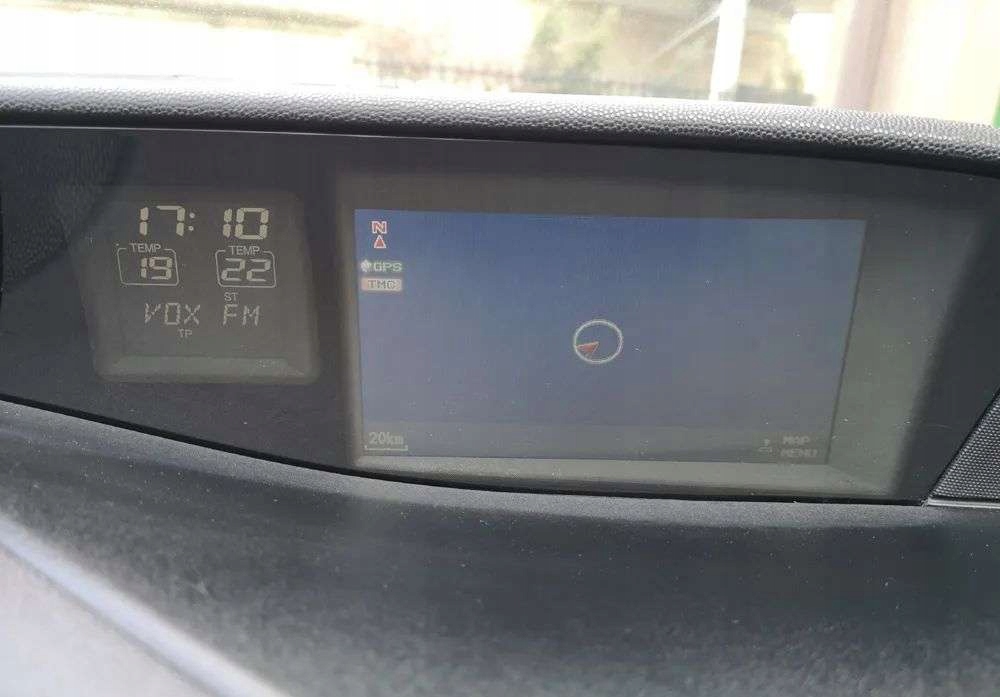 17:10
TEMP TEMP
19 22
ST
VOX FM
TP
N
GPS
TMC
20km
MAP
MENU